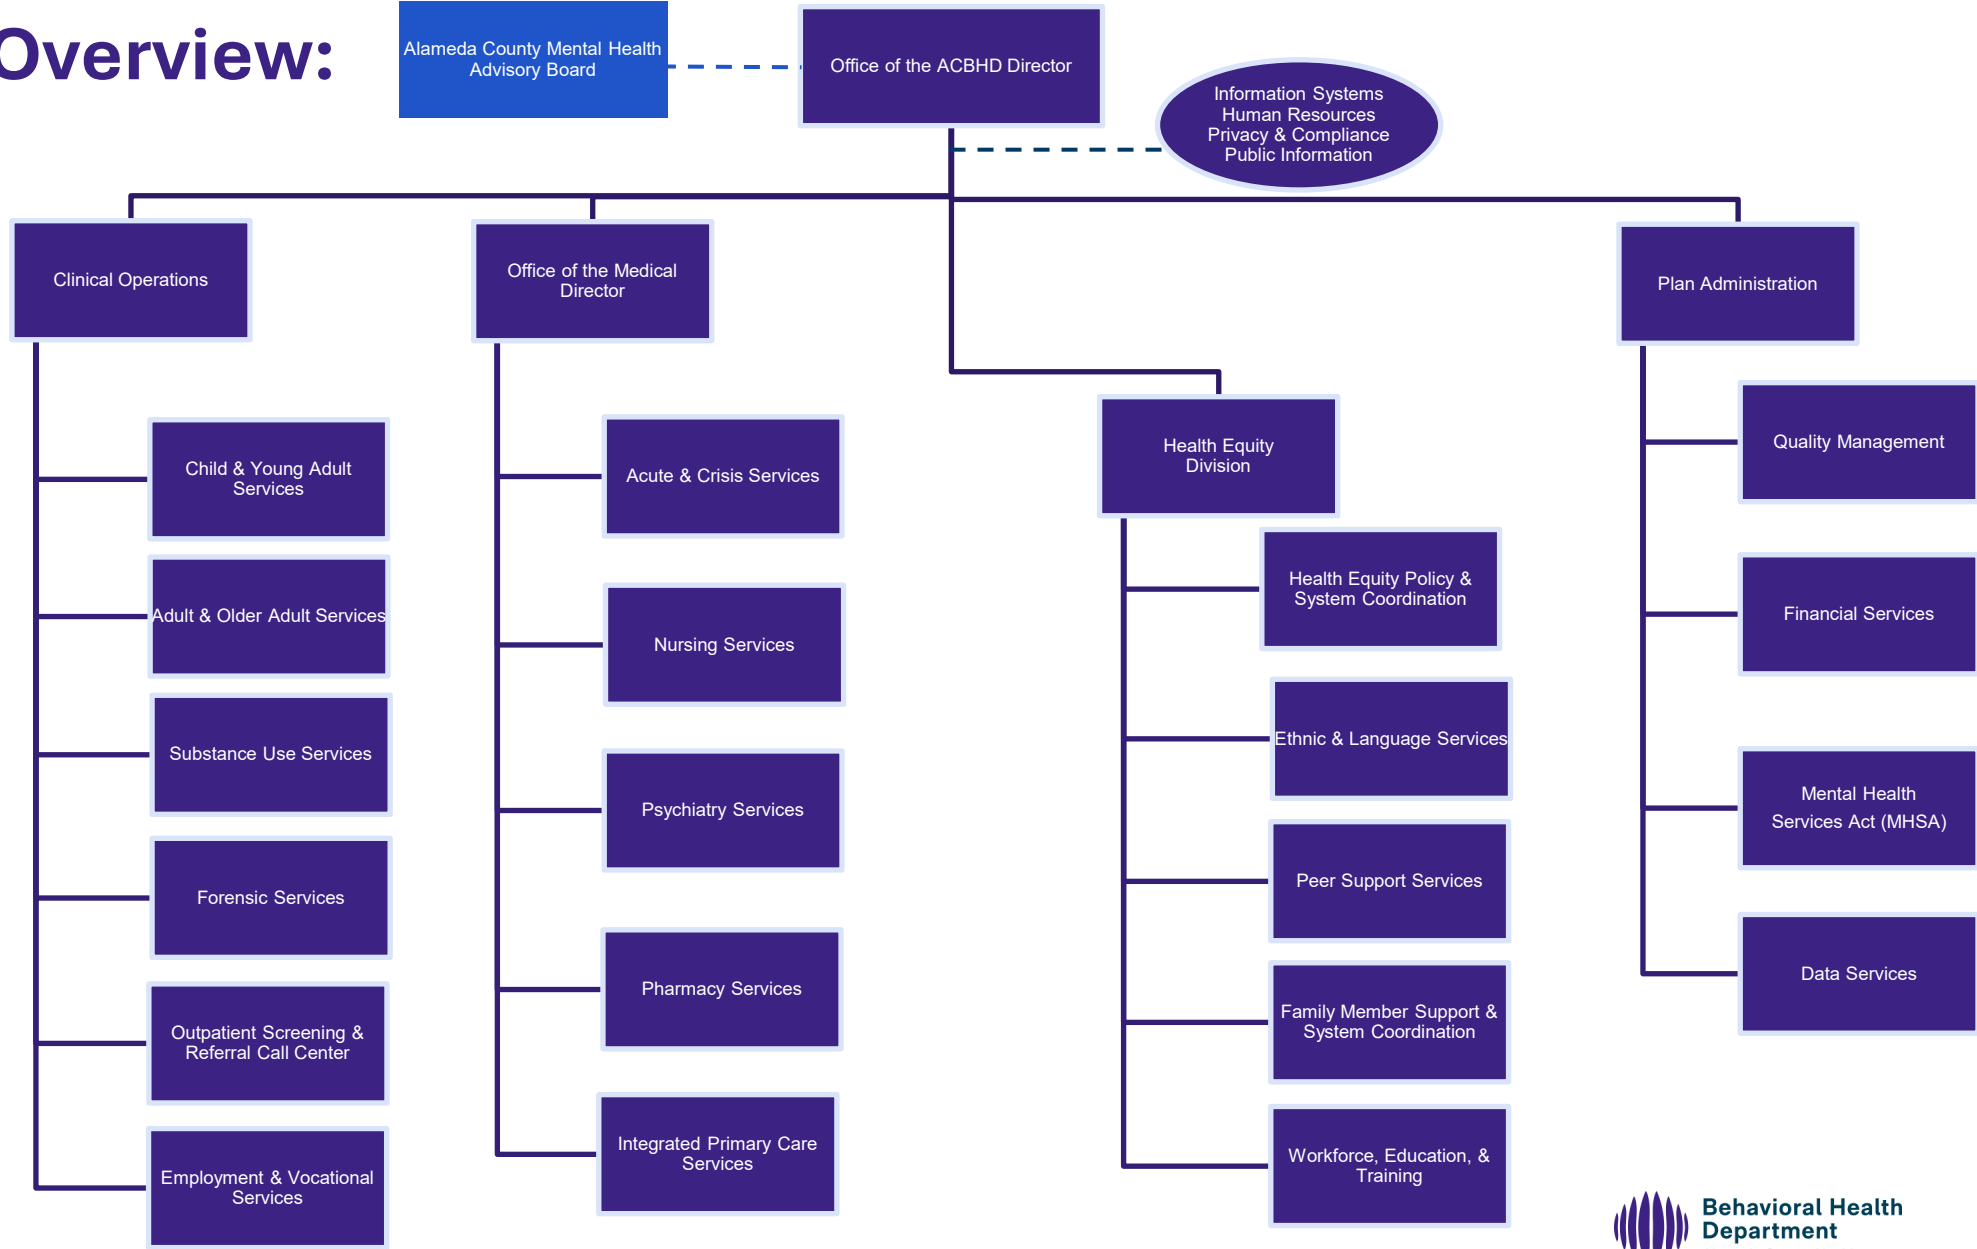 Overview:
Alameda County Mental Health
Advisory Board
Office of the ACBHD Director
Information Systems
Human Resources
Privacy & Compliance
Public Information
Clinical Operations
Child & Young Adult
Services
Adult & Older Adult Services
Substance Use Services
Forensic Services
Outpatient Screening &
Referral Call Center
Employment & Vocational
Services
Office of the Medical
Director
Acute & Crisis Services
Nursing Services
Psychiatry Services
Pharmacy Services
Integrated Primary Care
Services
Health Equity
Division
Health Equity Policy &
System Coordination
Ethnic & Language Services
Peer Support Services
Family Member Support &
System Coordination
Workforce, Education, &
Training
Plan Administration
Quality Management
Financial Services
Mental Health
Services Act (MHSA)
Data Services
Behavioral Health
Department